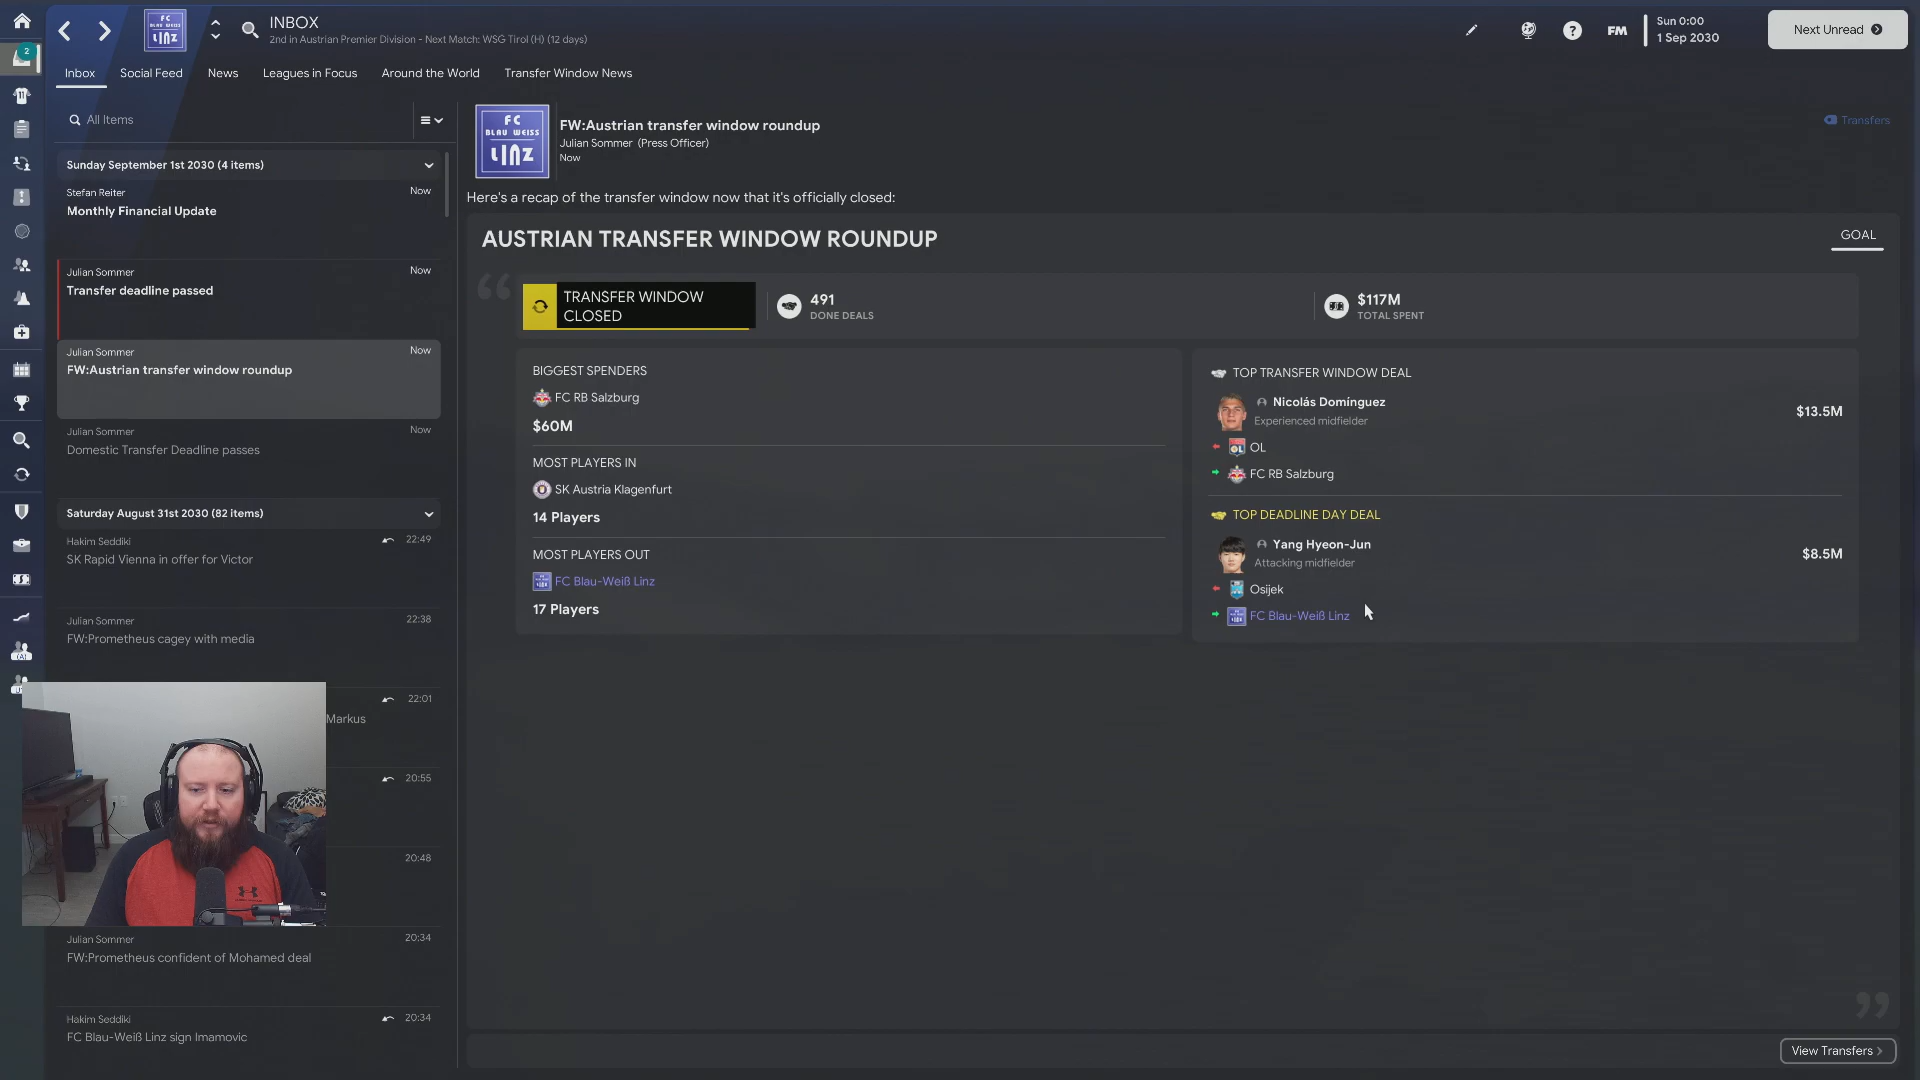 INBOX
2nd in Austrian Premier Division - Next Match: WSG Tirol (H) (12 days)
FM
Sun 0:00
1 Sep 2030
Next Unread
2
Inbox
Social Feed
News
Leagues in Focus
Around the World
Transfer Window News
All Items
Sunday September 1st 2030 (4 items)
Stefan Reiter
Now
Monthly Financial Update
Julian Sommer
Now
Transfer deadline passed
Julian Sommer
Now
FW:Austrian transfer window roundup
Julian Sommer
Now
Domestic Transfer Deadline passes
Saturday August 31st 2030 (82 items)
Hakim Seddiki
22:49
SK Rapid Vienna in offer for Victor
Julian Sommer
22:38
FW:Prometheus cagey with media
22:01
Markus
20:55
20:48
Julian Sommer
20:34
FW:Prometheus confident of Mohamed deal
Hakim Seddiki
20:34
FC Blau-Weiß Linz sign Imamovic
FC
BLAU WEISS
LINZ
FW:Austrian transfer window roundup
Julian Sommer (Press Officer)
Now
Transfers
Here's a recap of the transfer window now that it's officially closed:
AUSTRIAN TRANSFER WINDOW ROUNDUP
GOAL
TRANSFER WINDOW
CLOSED
491
DONE DEALS
$117M
TOTAL SPENT
BIGGEST SPENDERS
FC RB Salzburg
$60M
MOST PLAYERS IN
SK Austria Klagenfurt
14 Players
MOST PLAYERS OUT
FC Blau-Weiß Linz
17 Players
TOP TRANSFER WINDOW DEAL
Nicolás Domínguez
Experienced midfielder
$13.5M
OL
FC RB Salzburg
TOP DEADLINE DAY DEAL
Yang Hyeon-Jun
Attacking midfielder
$8.5M
Osijek
FC Blau-Weiß Linz
View Transfers